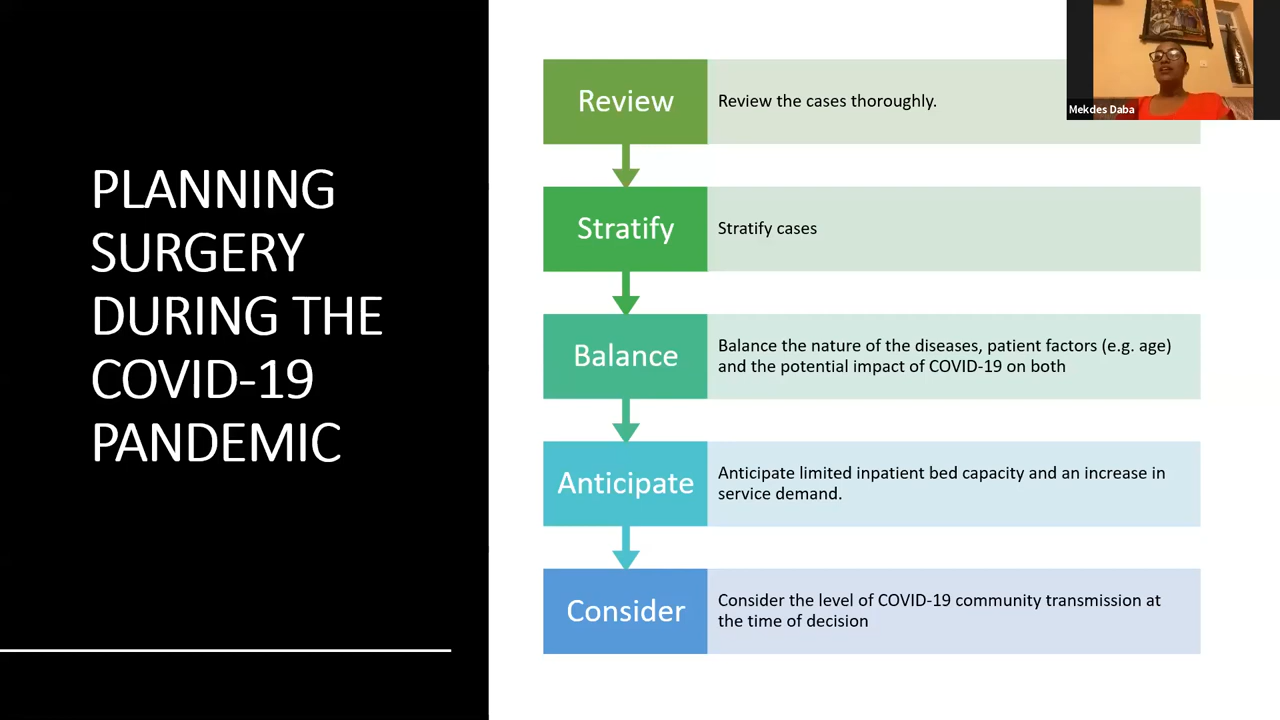 PLANNING
SURGERY
DURING THE
COVID-19
PANDEMIC
Review
Review the cases thoroughly.
Stratify
Stratify cases
Balance
Balance the nature of the diseases, patient factors (e.g. age)
and the potential impact of COVID-19 on both
Anticipate
Anticipate limited inpatient bed capacity and an increase in
service demand.
Consider
Consider the level of COVID-19 community transmission at
the time of decision
Mekdes Daba